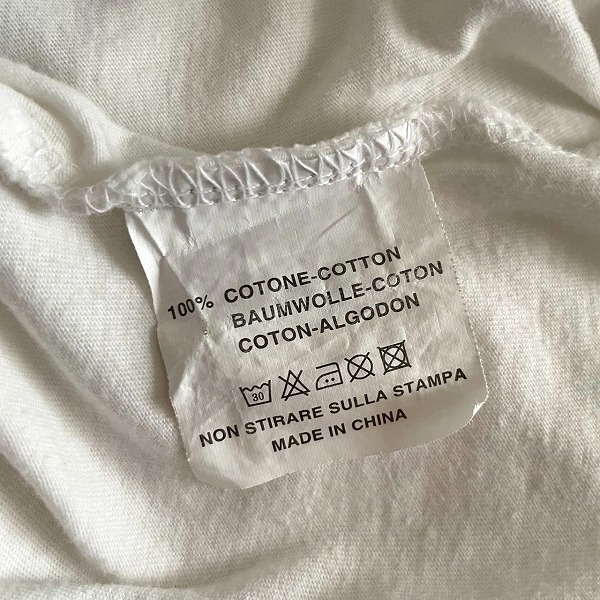 100% COTONE-COTTON
BAUMWOLLE-COTON
COTON-ALGODON
30
NON STIRARE SULLA STAMPA
MADE IN CHINA